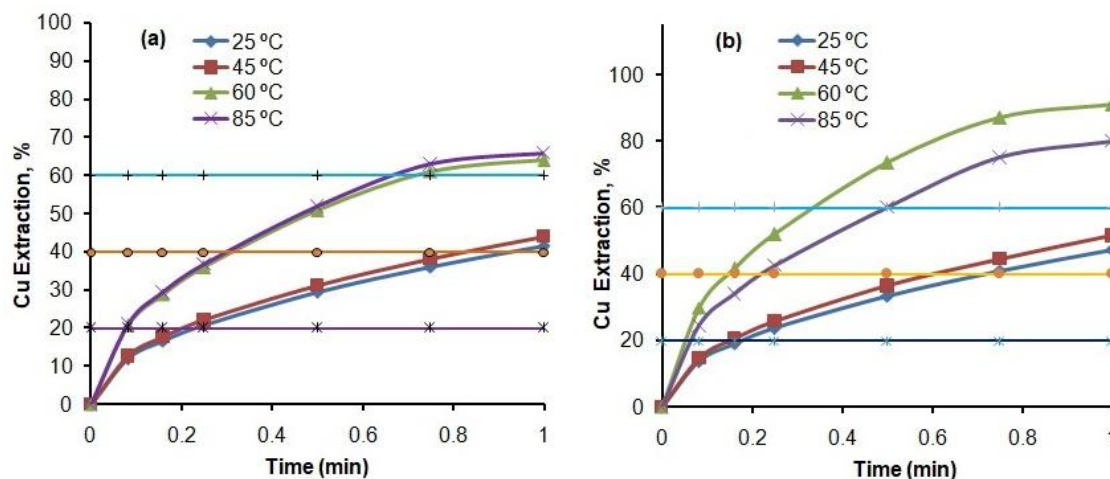 (a)
25 ºC
45 ºC
60 ºC
85 ºC
Cu Extraction, %
100
90
80
70
60
50
40
30
20
10
0
0 0.2 0.4 0.6 0.8 1
Time (min)
(b)
25 ºC
45 ºC
60 ºC
85 ºC
Cu Extraction, %
100
80
60
40
20
0
0 0.2 0.4 0.6 0.8 1
Time (min)